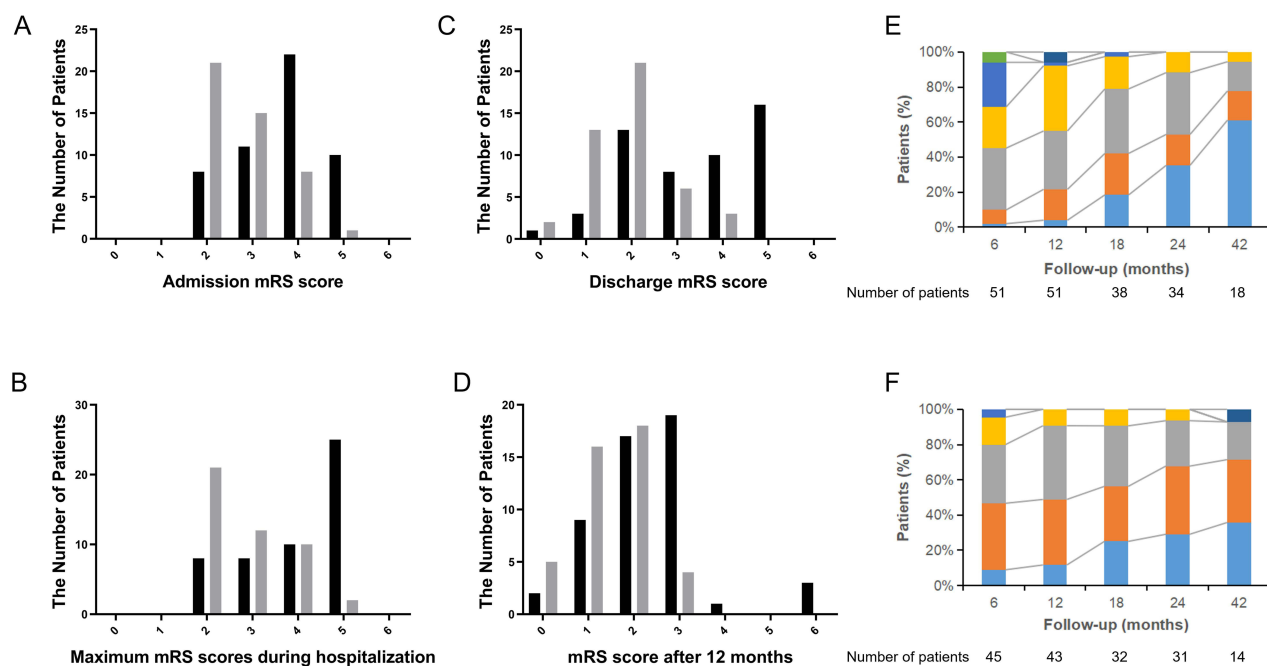 A
The Number of Patients
25
20
15
10
5
0
0 1 2 3 4 5 6
Admission mRS score
B
The Number of Patients
30
20
10
0
0 1 2 3 4 5 6
Maximum mRS scores during hospitalization
C
The Number of Patients
25
20
15
10
5
0
0 1 2 3 4 5 6
Discharge mRS score
D
The Number of Patients
20
15
10
5
0
0 1 2 3 4 5 6
mRS score after 12 months
E
Patients (%)
100%
80%
60%
40%
20%
0%
6 12 18 24 42
Follow-up (months)
Number of patients 51 51 38 34 18
F
Patients (%)
100%
80%
60%
40%
20%
0%
6 12 18 24 42
Follow-up (months)
Number of patients 45 43 32 31 14